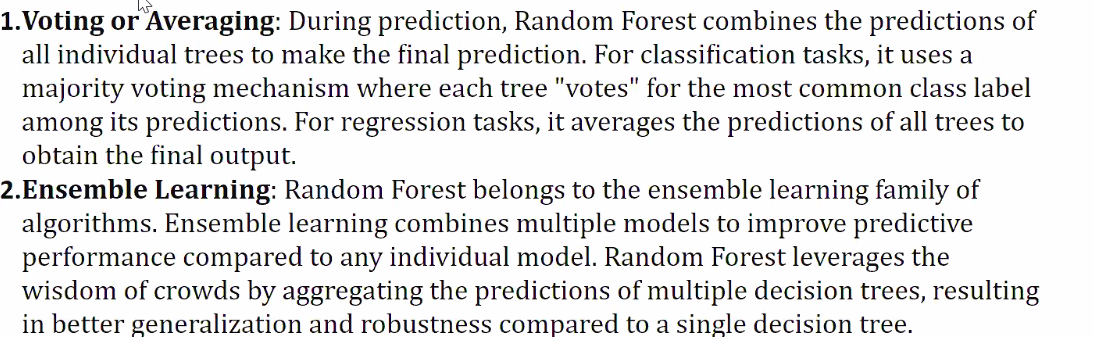 1.Voting or Averaging: During prediction, Random Forest combines the predictions of
all individual trees to make the final prediction. For classification tasks, it uses a
majority voting mechanism where each tree "votes" for the most common class label
among its predictions. For regression tasks, it averages the predictions of all trees to
obtain the final output.
2.Ensemble Learning: Random Forest belongs to the ensemble learning family of
algorithms. Ensemble learning combines multiple models to improve predictive
performance compared to any individual model. Random Forest leverages the
wisdom of crowds by aggregating the predictions of multiple decision trees, resulting
in better generalization and robustness compared to a single decision tree.